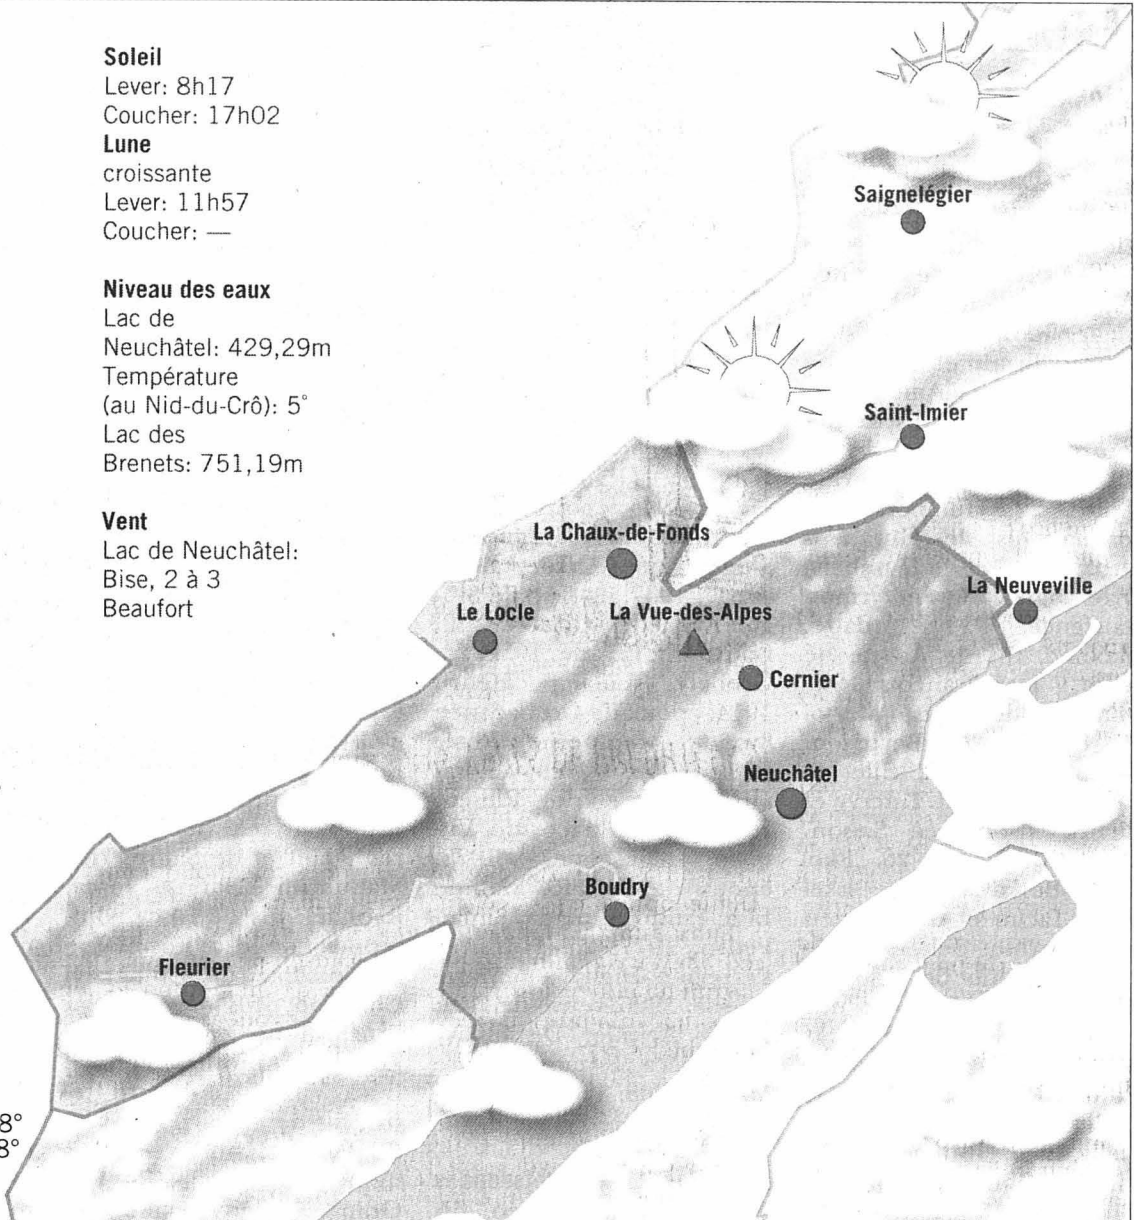 Soleil
Lever: 8h17
Coucher: 17h02
Lune
croissante
Lever: 11h57
Coucher: —
Niveau des eaux
Lac de
Neuchâtel: 429,29m
Température
(au Nid-du-Crô): 5°
Lac des
Brenets: 751,19m
Vent
Lac de Neuchâtel:
Bise, 2 à 3
Beaufort
Saignelégier
Saint-Imier
La Chaux-de-Fonds
La Neuveville
Le Locle
La Vue-des-Alpes
Cernier
Neuchâtel
Boudry
Fleurier
8°
8°